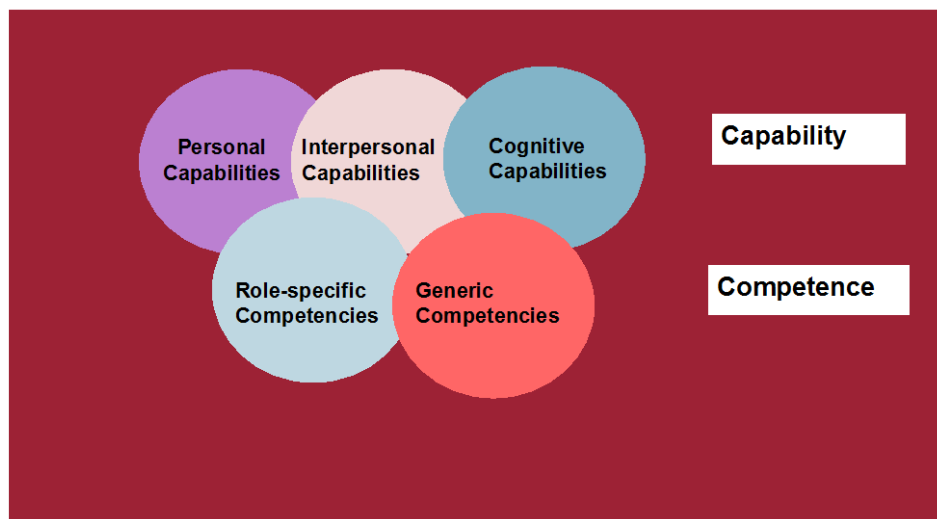 Personal
Capabilities
Interpersonal
Capabilities
Cognitive
Capabilities
Capability
Role-specific
Competencies
Generic
Competencies
Competence